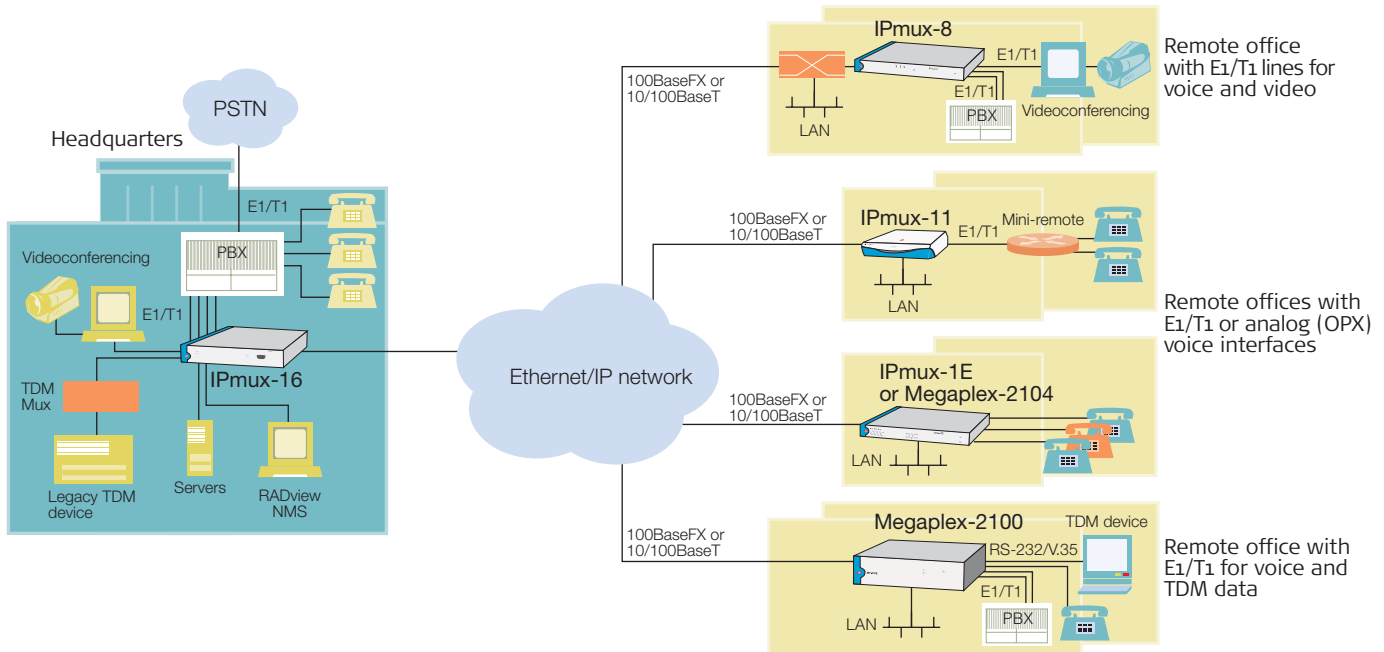 PSTN
Headquarters
E1/T1
PBX
Videoconferencing
E1/T1
IPmux-16
TDM
Mux
Legacy TDM
device
Servers
RADview
NMS
Ethernet/IP network
100BaseFX or
10/100BaseT
IPmux-8
E1/T1
E1/T1
LAN
PBX
Videoconferencing
Remote office
with E1/T1 lines for
voice and video
100BaseFX or
10/100BaseT
IPmux-11
E1/T1
Mini-remote
LAN
Remote offices with
E1/T1 or analog (OPX)
voice interfaces
100BaseFX or
10/100BaseT
IPmux-1E
or Megaplex-2104
LAN
100BaseFX or
10/100BaseT
Megaplex-2100
TDM device
RS-232/V.35
E1/T1
LAN
PBX
Remote office with
E1/T1 for voice and
TDM data